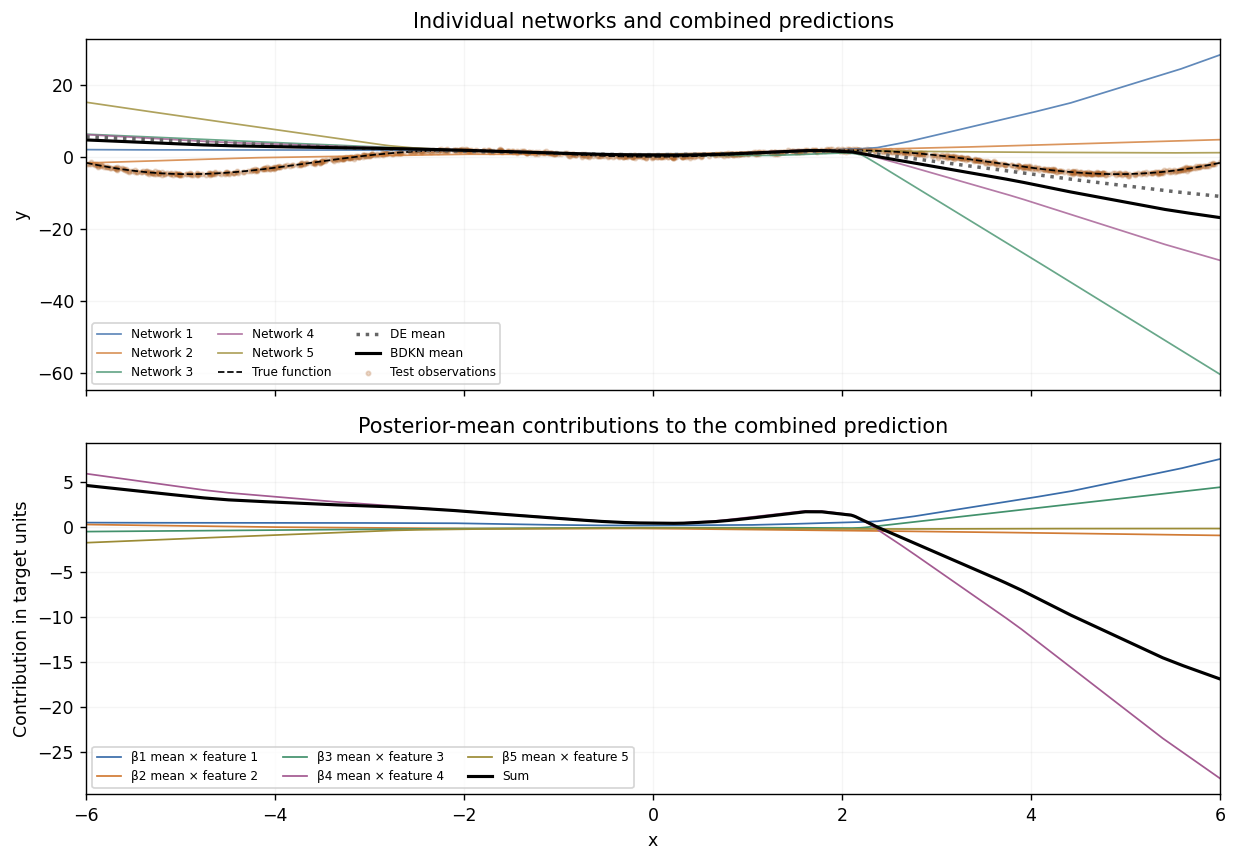 Individual networks and combined predictions
20
0
−20
−40
−60
y
Network 1 Network 4 DE mean
Network 2 Network 5 BDKN mean
Network 3 True function Test observations
Posterior-mean contributions to the combined prediction
5
0
−5
−10
−15
−20
−25
Contribution in target units
β1 mean × feature 1 β3 mean × feature 3 β5 mean × feature 5
β2 mean × feature 2 β4 mean × feature 4 Sum
−6 −4 −2 0 2 4 6
x